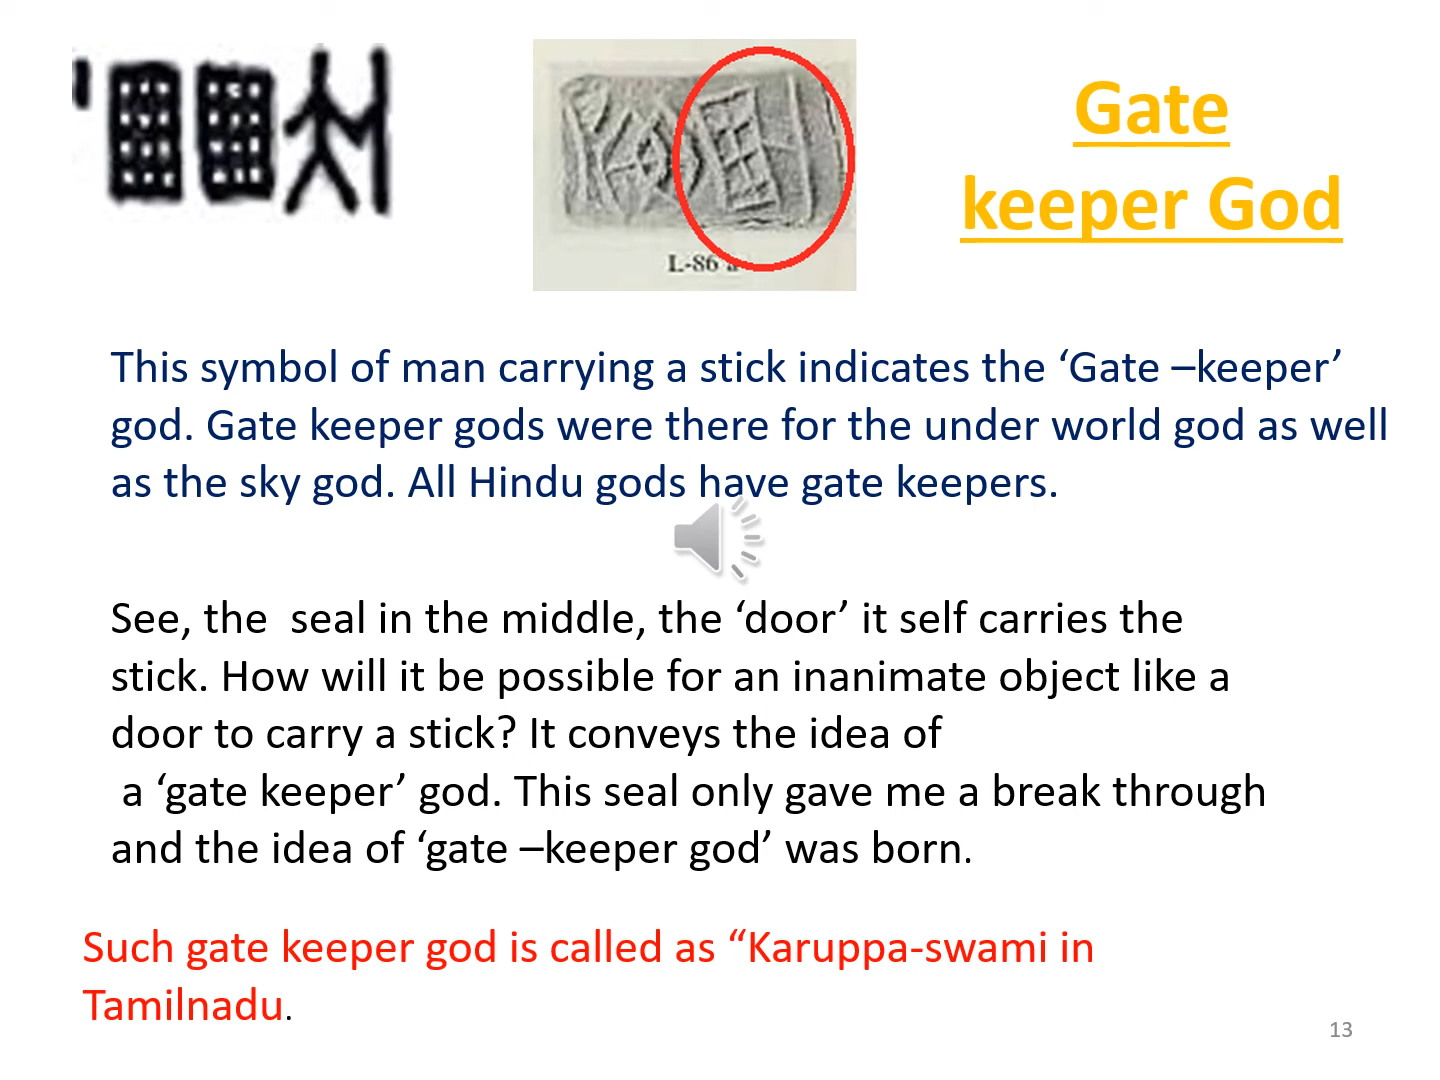 Gate
keeper God
L-86 a
This symbol of man carrying a stick indicates the ‘Gate –keeper’
god. Gate keeper gods were there for the under world god as well
as the sky god. All Hindu gods have gate keepers.
See, the  seal in the middle, the ‘door’ it self carries the
stick. How will it be possible for an inanimate object like a
door to carry a stick? It conveys the idea of
a ‘gate keeper’ god. This seal only gave me a break through
and the idea of ‘gate –keeper god’ was born.
Such gate keeper god is called as “Karuppa-swami in
Tamilnadu.
13